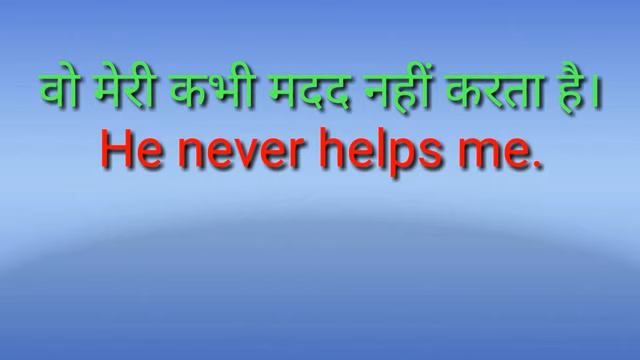 वो मेरी कभी मदद नहीं करता है।
He never helps me.